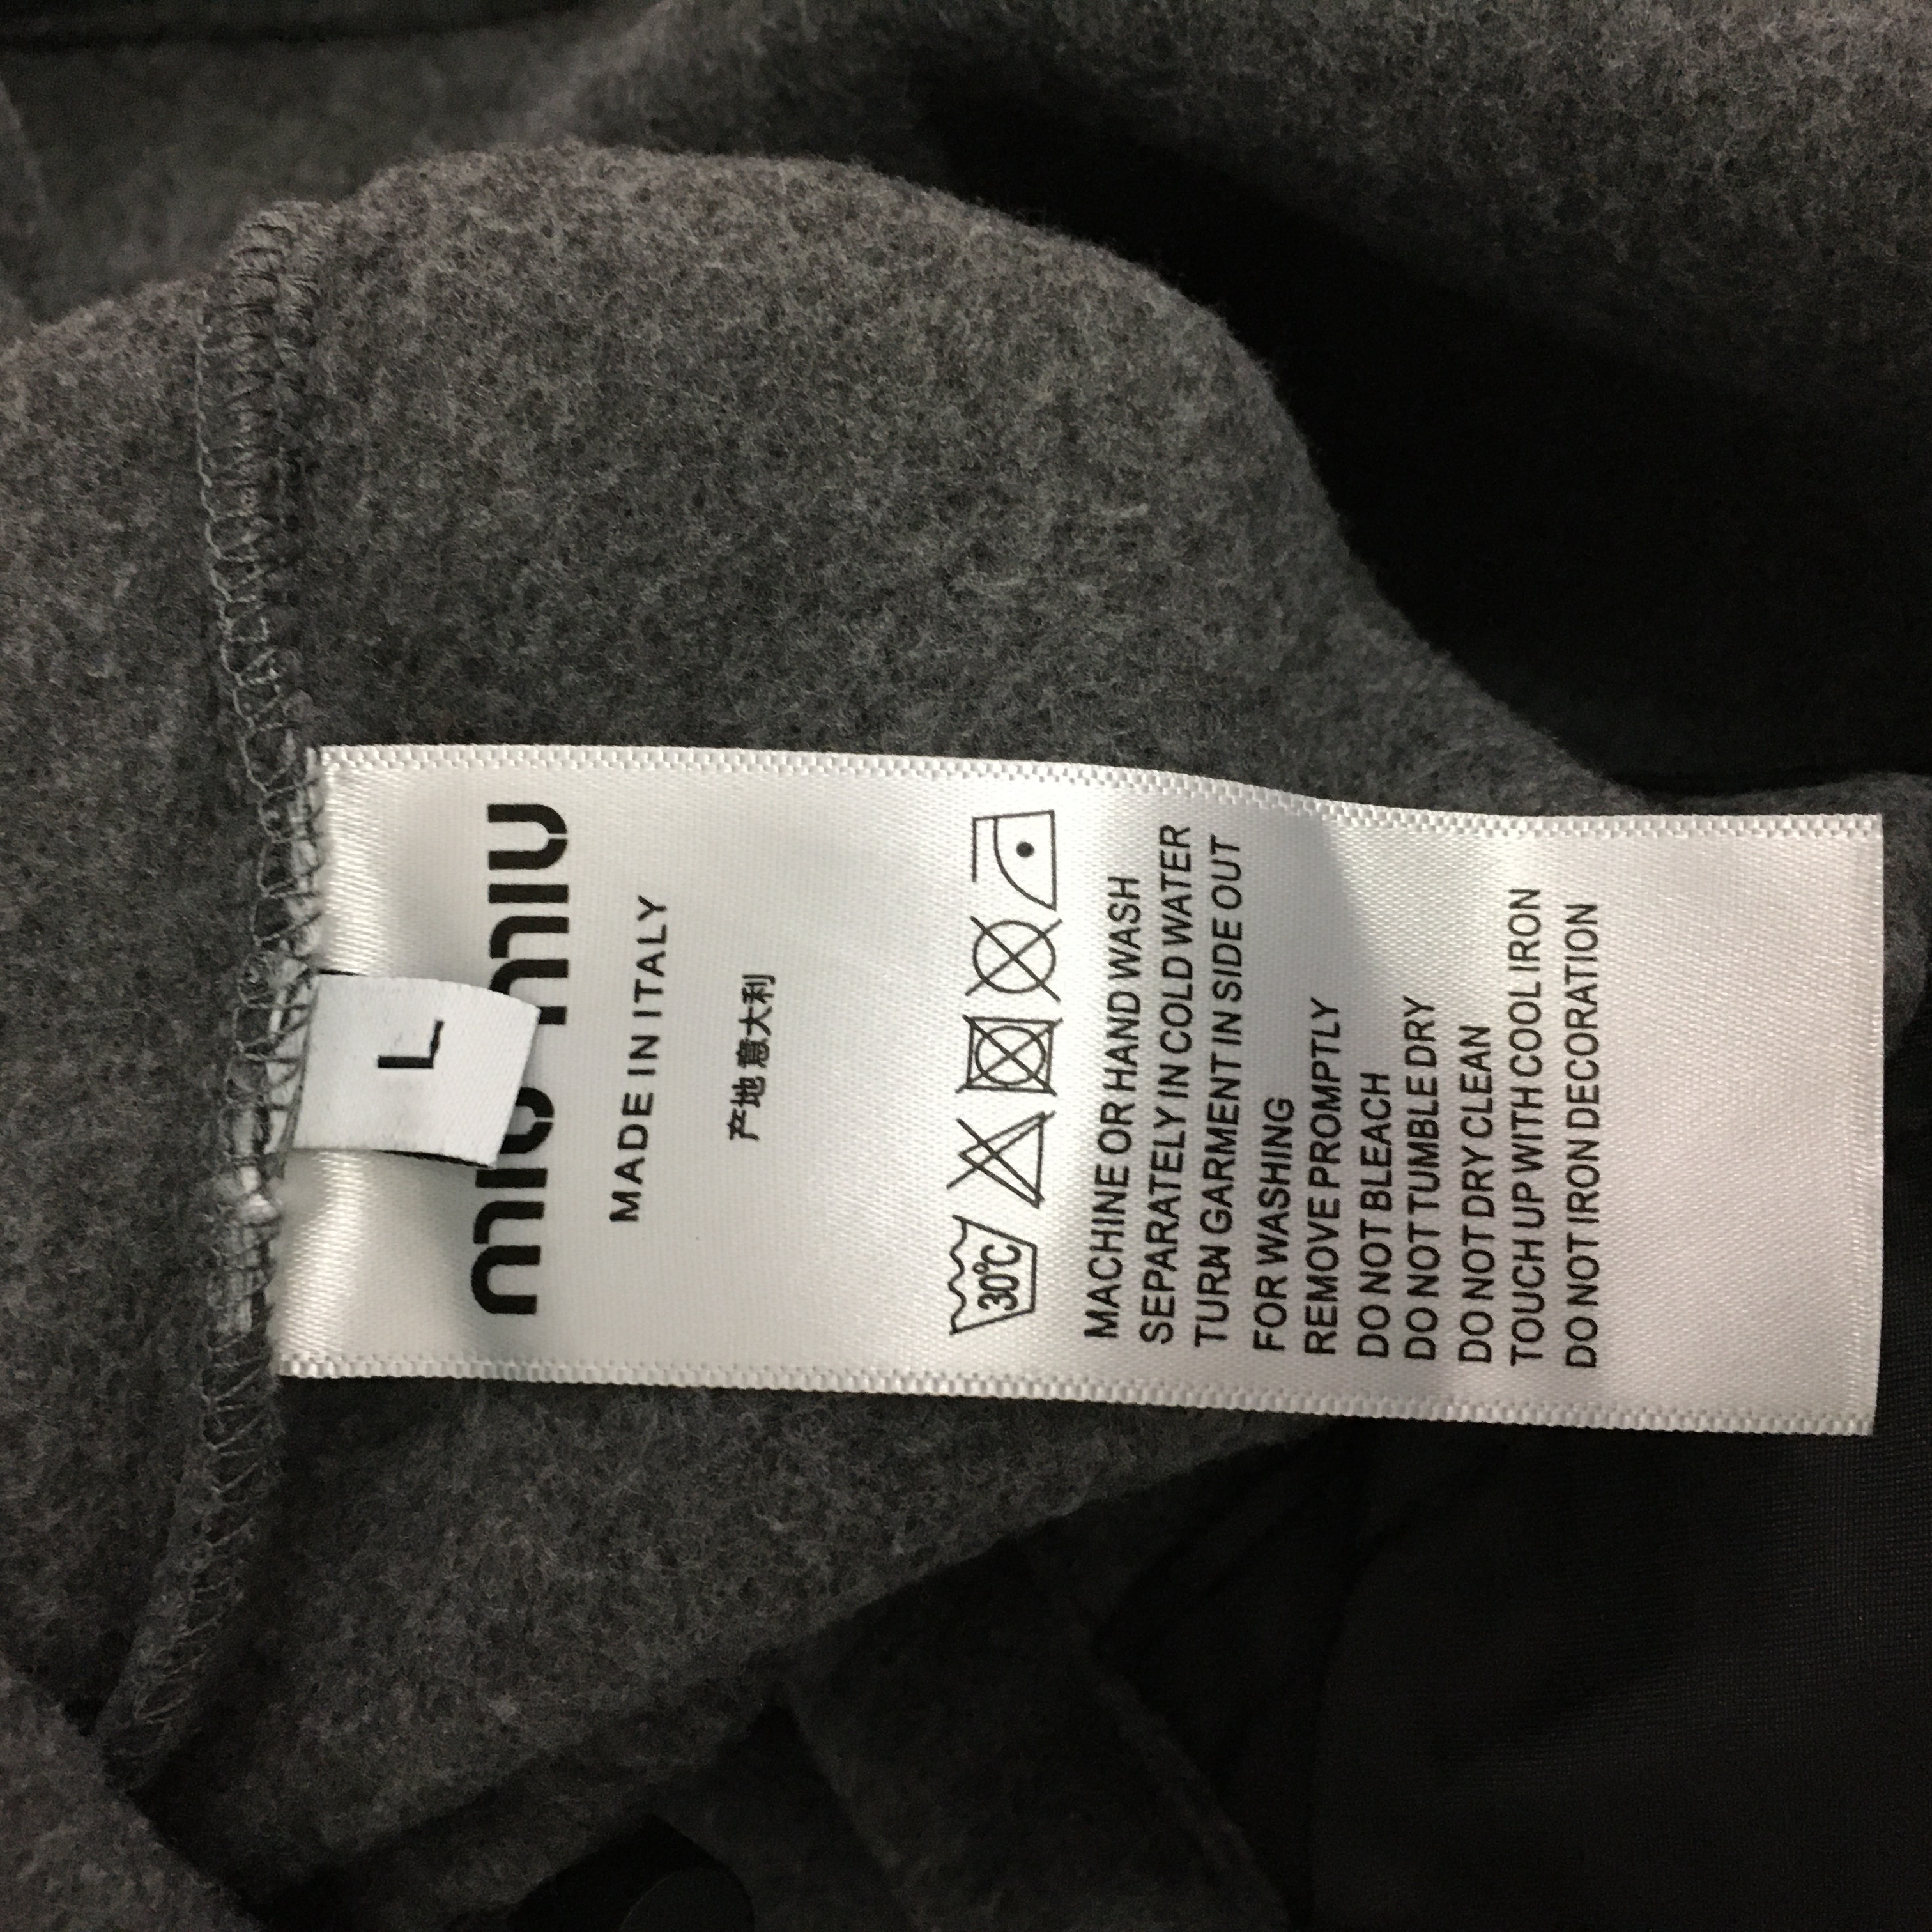 L
miu miu
MADE IN ITALY
产地意大利
30℃
MACHINE OR HAND WASH
SEPARATELY IN COLD WATER
TURN GARMENT IN SIDE OUT
FOR WASHING
REMOVE PROMPTLY
DO NOT BLEACH
DO NOT TUMBLE DRY
DO NOT DRY CLEAN
TOUCH UP WITH COOL IRON
DO NOT IRON DECORATION